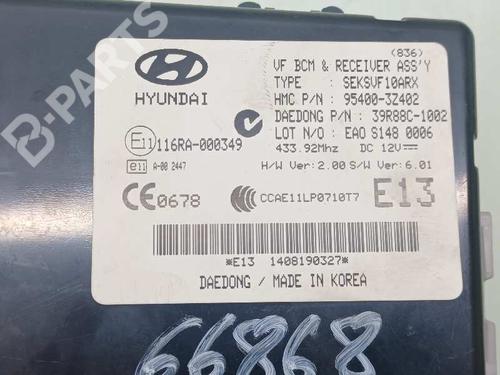 (836)
VF BCM & RECEIVER ASS'Y
TYPE : SEKSVF10ARX
HMC P/N : 95400-3Z402
DAEDONG P/N : 39R88C-1002
LOT N/O : EAO S148 0006
433.92Mhz DC 12V
H/W Ver: 2.00 S/W Ver: 6.01
HYUNDAI
E11 116RA-000349
e11 A-00 2447
CE 0678
CCAE11LP0710T7
E13
*E13 1408190327*
DAEDONG / MADE IN KOREA
66868
B-PARTS